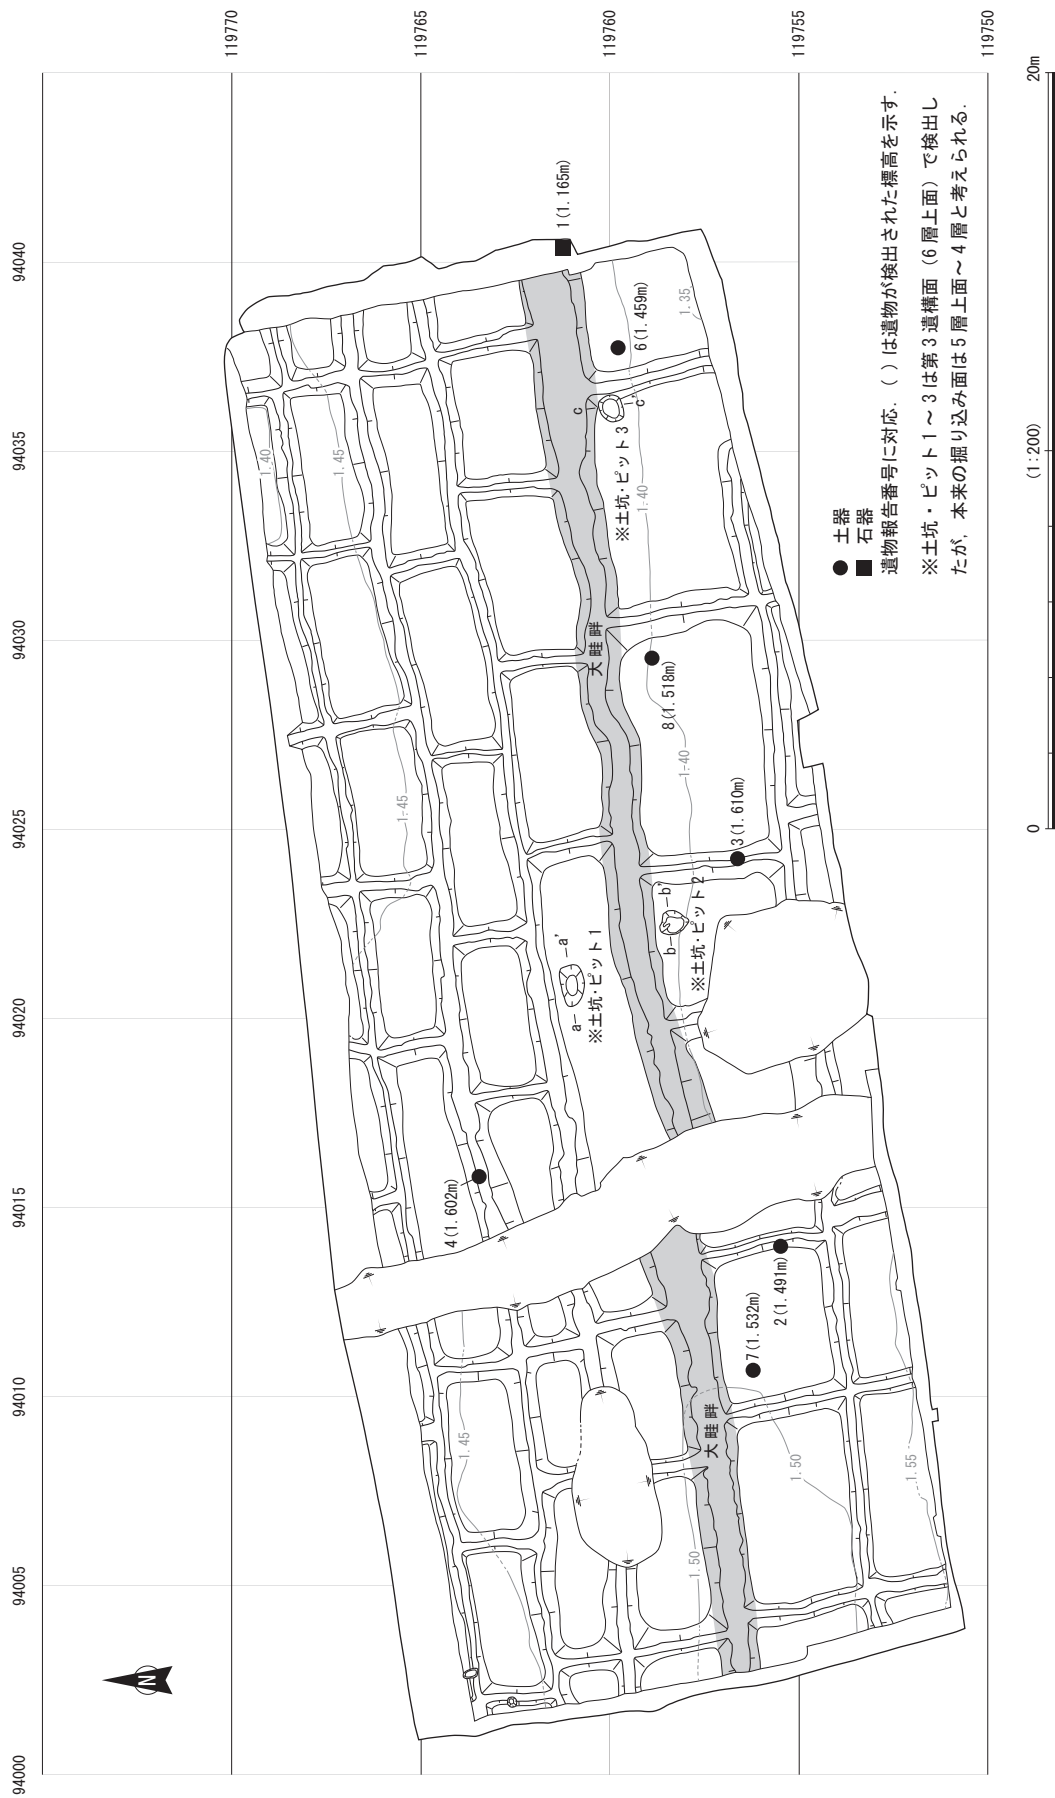 119770
119765
119760
119755
119750
94000
94005
94010
94015
94020
94025
94030
94035
94040
N
1.40
1.45
1.45
1.45
1.40
1.40
1.35
1.50
1.50
1.55
大畦畔
大畦畔
1(1.165m)
6(1.459m)
8(1.518m)
3(1.610m)
4(1.602m)
2(1.491m)
7(1.532m)
※土坑・ピット1
a
a'
※土坑・ピット2
b
b'
※土坑・ピット3
c
c'
● 土器
■ 石器
遺物報告番号に対応.( )は遺物が検出された標高を示す.
※土坑・ピット1～3は第3遺構面(6層上面)で検出し
たが,本来の掘り込み面は5層上面～4層と考えられる.
0
(1:200)
20m